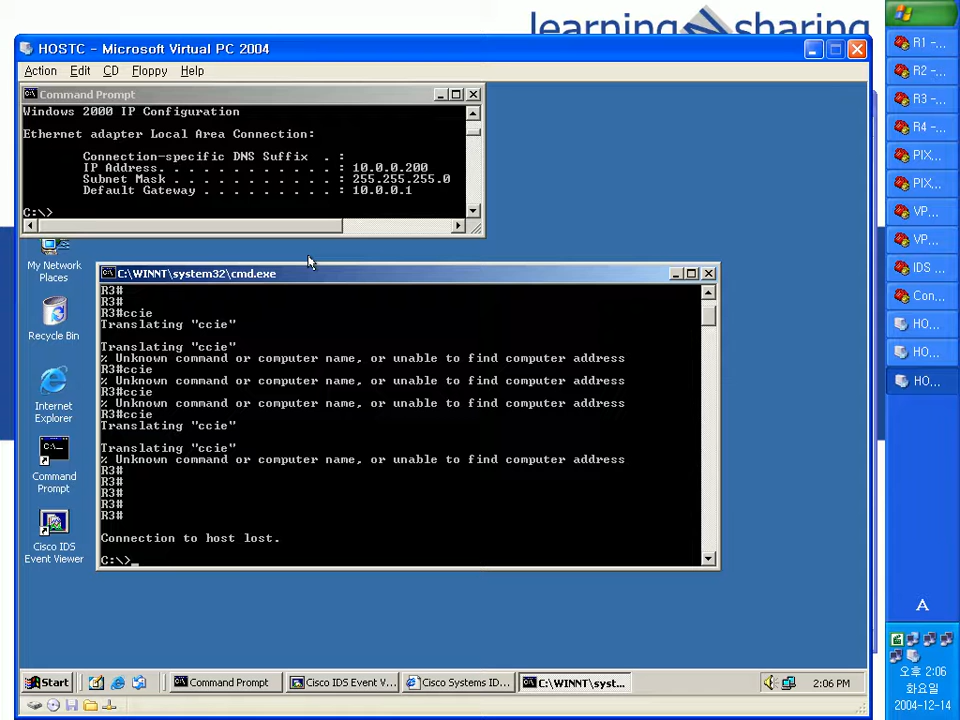 learning sharing
HOSTC - Microsoft Virtual PC 2004
Action Edit CD Floppy Help
Command Prompt
Windows 2000 IP Configuration
Ethernet adapter Local Area Connection:
Connection-specific DNS Suffix . :
IP Address. . . . . . . . . . . . : 10.0.0.200
Subnet Mask . . . . . . . . . . . : 255.255.255.0
Default Gateway . . . . . . . . . : 10.0.0.1
C:\>
My Network
Places
Recycle Bin
Internet
Explorer
Command
Prompt
Cisco IDS
Event Viewer
C:\WINNT\system32\cmd.exe
R3#
R3#
R3#ccie
Translating "ccie"
Translating "ccie"
% Unknown command or computer name, or unable to find computer address
R3#ccie
% Unknown command or computer name, or unable to find computer address
R3#ccie
% Unknown command or computer name, or unable to find computer address
R3#ccie
Translating "ccie"
Translating "ccie"
% Unknown command or computer name, or unable to find computer address
R3#
R3#
R3#
R3#
R3#
Connection to host lost.
C:\>_
Start
Command Prompt
Cisco IDS Event V...
Cisco Systems ID...
C:\WINNT\syst...
2:06 PM
R1 -...
R2 -...
R3 -...
R4 -...
PIX...
PIX...
VP...
VP...
IDS ...
Con...
HO...
HO...
HO...
A
오후 2:06
화요일
2004-12-14